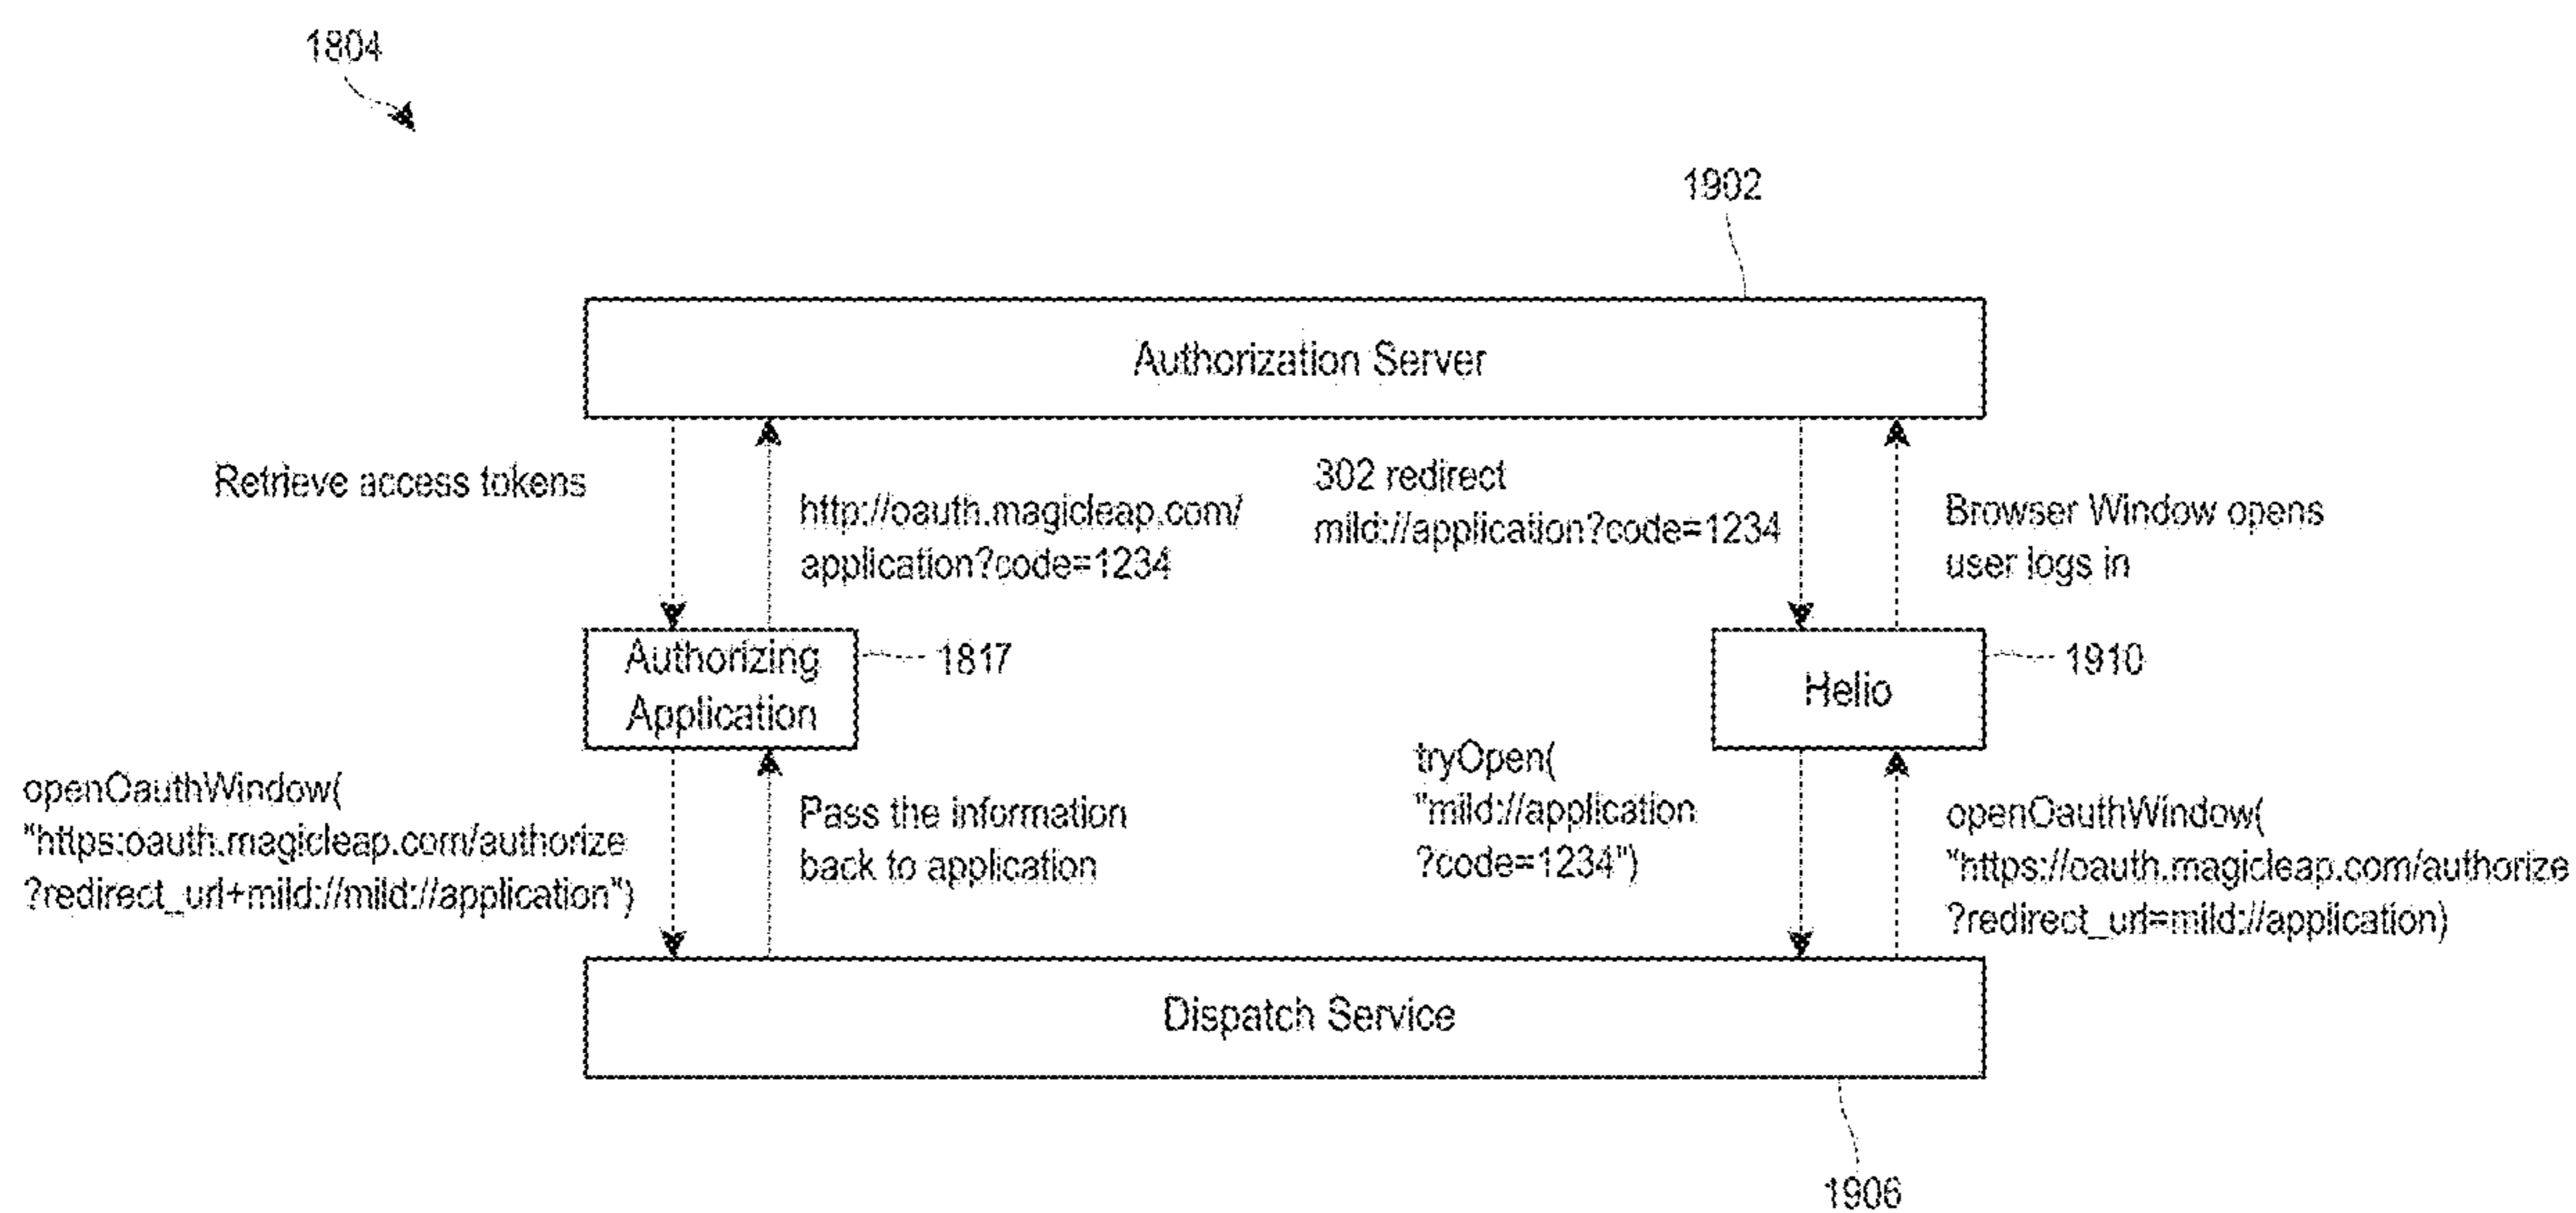 1804
1902
Authorization Server
Retrieve access tokens
http://oauth.magicleap.com/
application?code=1234
302 redirect
mild://application?code=1234
Browser Window opens
user logs in
Authorizing
Application
1817
Helio
1910
openOauthWindow(
"https:oauth.magicleap.com/authorize
?redirect_url+mild://mild://application")
Pass the information
back to application
tryOpen(
"mild://application
?code=1234")
openOauthWindow(
"https://oauth.magicleap.com/authorize
?redirect_url=mild://application)
Dispatch Service
1906